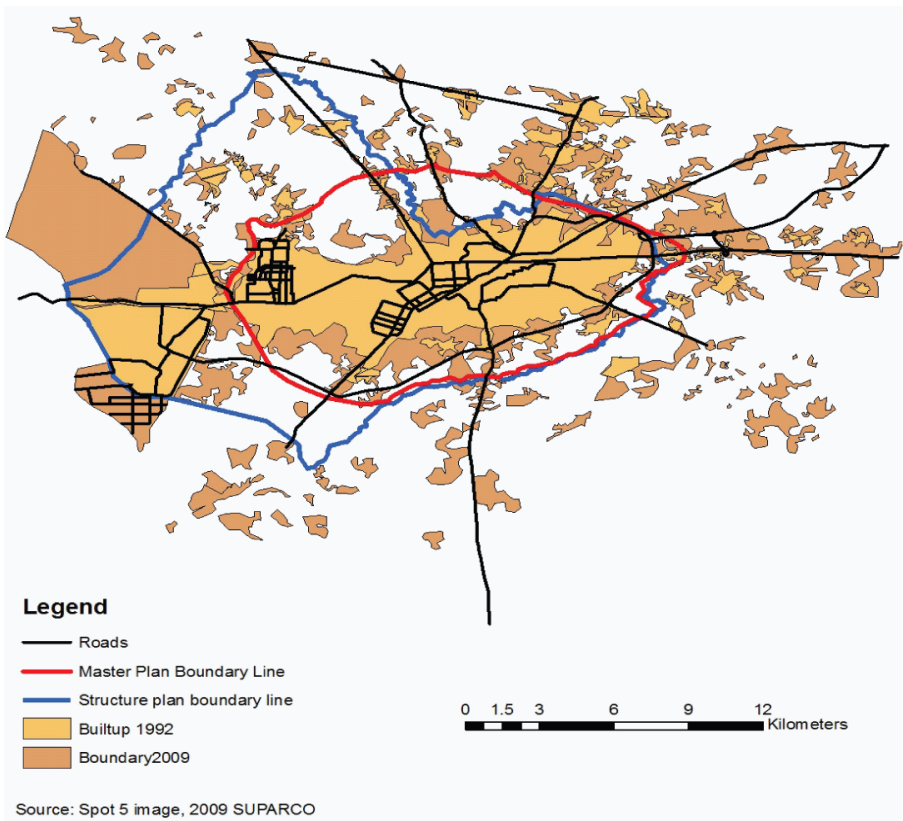 Legend
Roads
Master Plan Boundary Line
Structure plan boundary line
Builtup 1992
Boundary2009
0 1.5 3 6 9 12
Kilometers
Source: Spot 5 image, 2009 SUPARCO